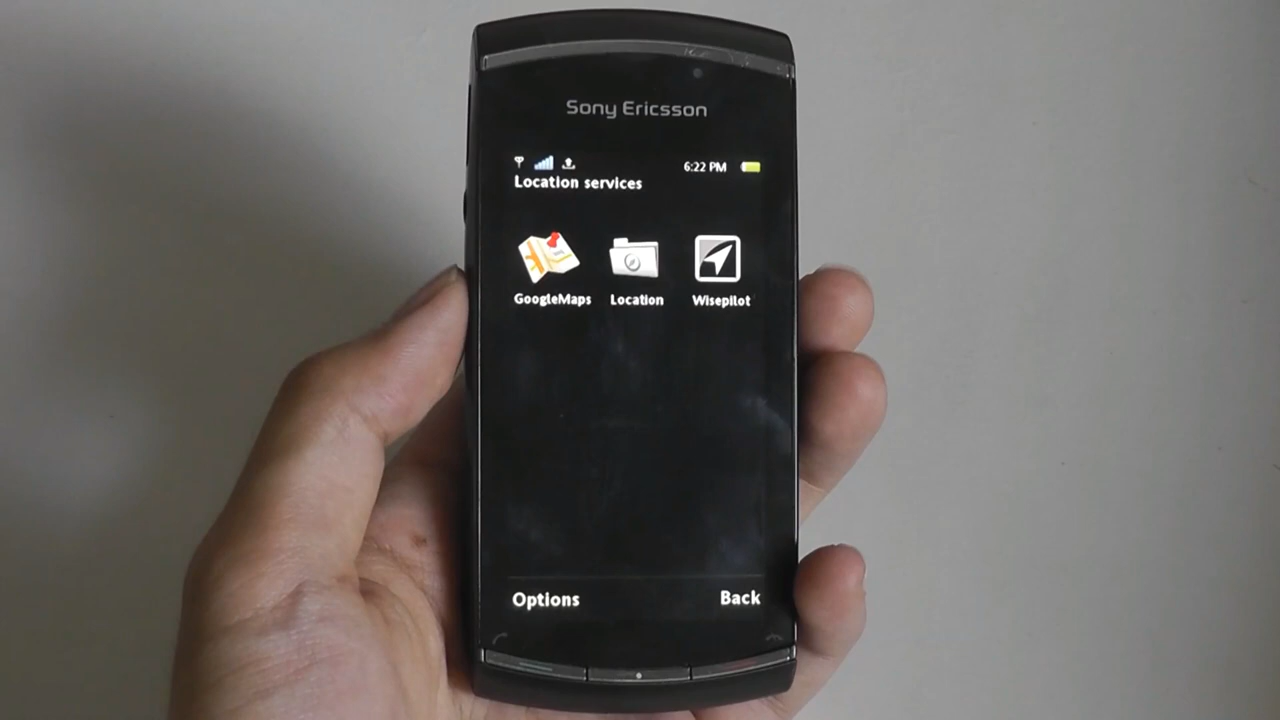 Sony Ericsson
6:22 PM
Location services
GoogleMaps Location Wisepilot
Options Back